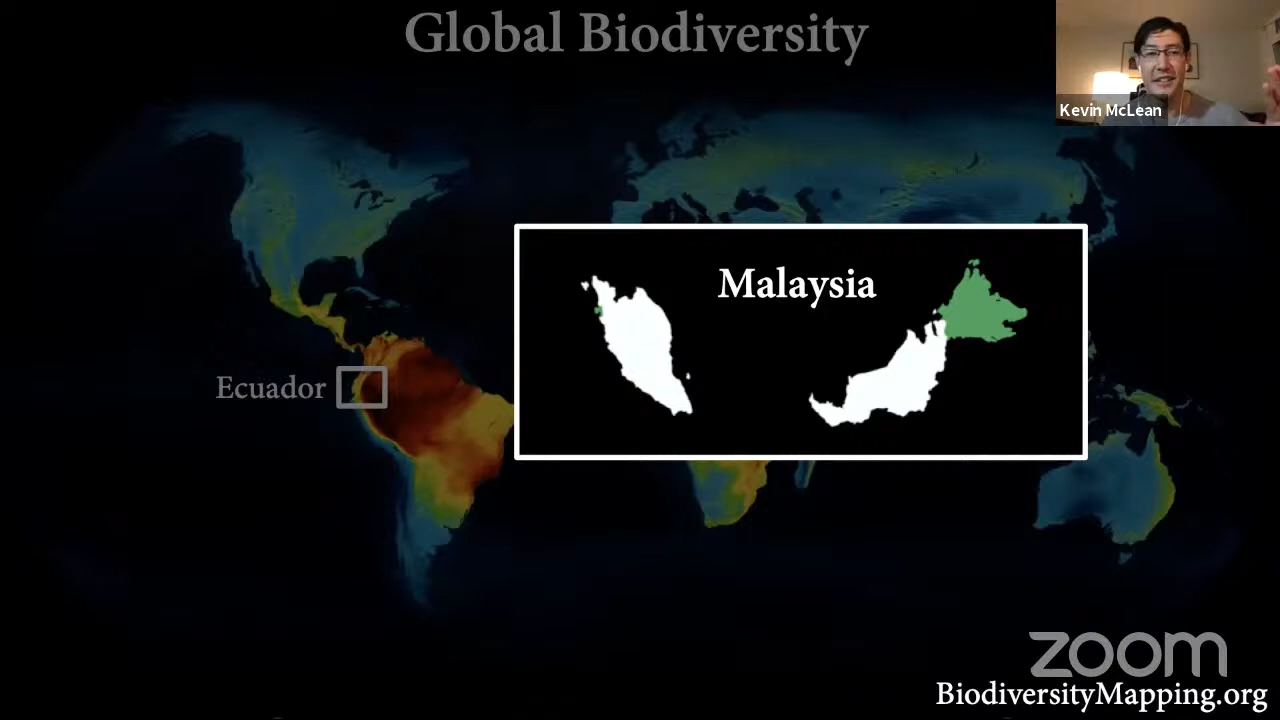 Global Biodiversity
Kevin McLean
Malaysia
Ecuador
zoom
BiodiversityMapping.org